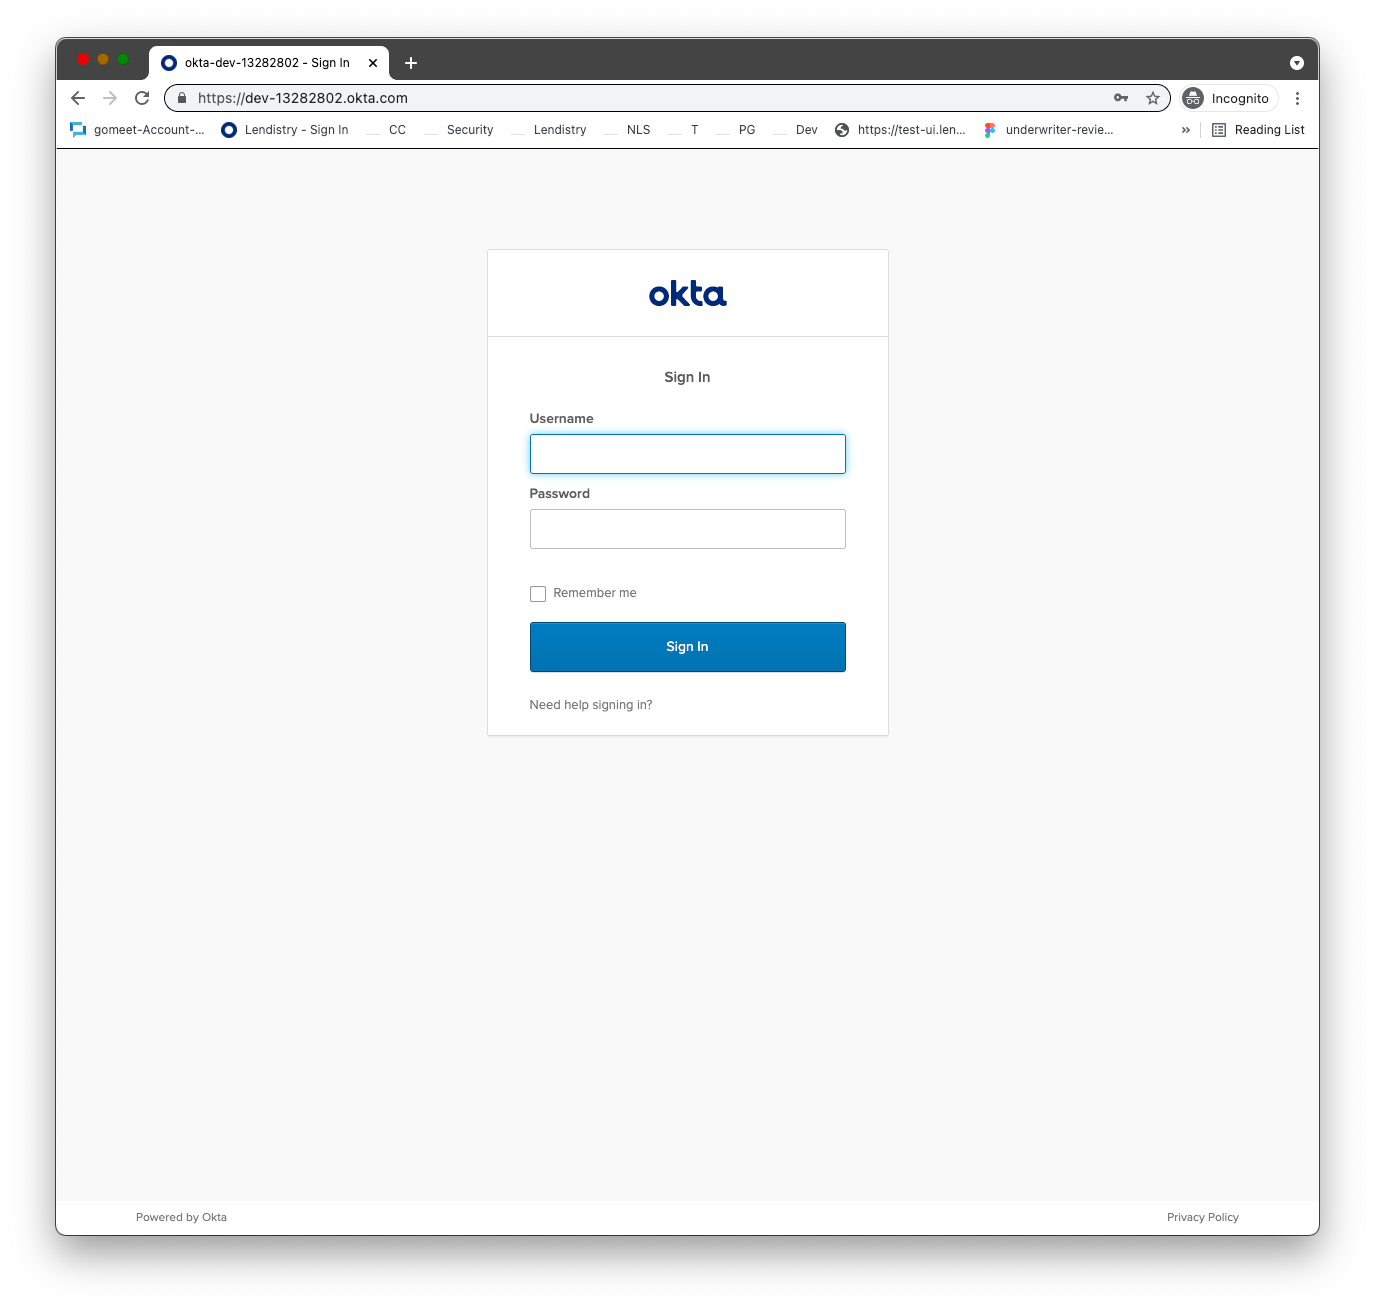 okta-dev-13282802 - Sign In
https://dev-13282802.okta.com
Incognito
gomeet-Account-... Lendistry - Sign In CC Security Lendistry NLS T PG Dev https://test-ui.len... underwriter-revie... » Reading List
okta
Sign In
Username
Password
Remember me
Sign In
Need help signing in?
Powered by Okta
Privacy Policy